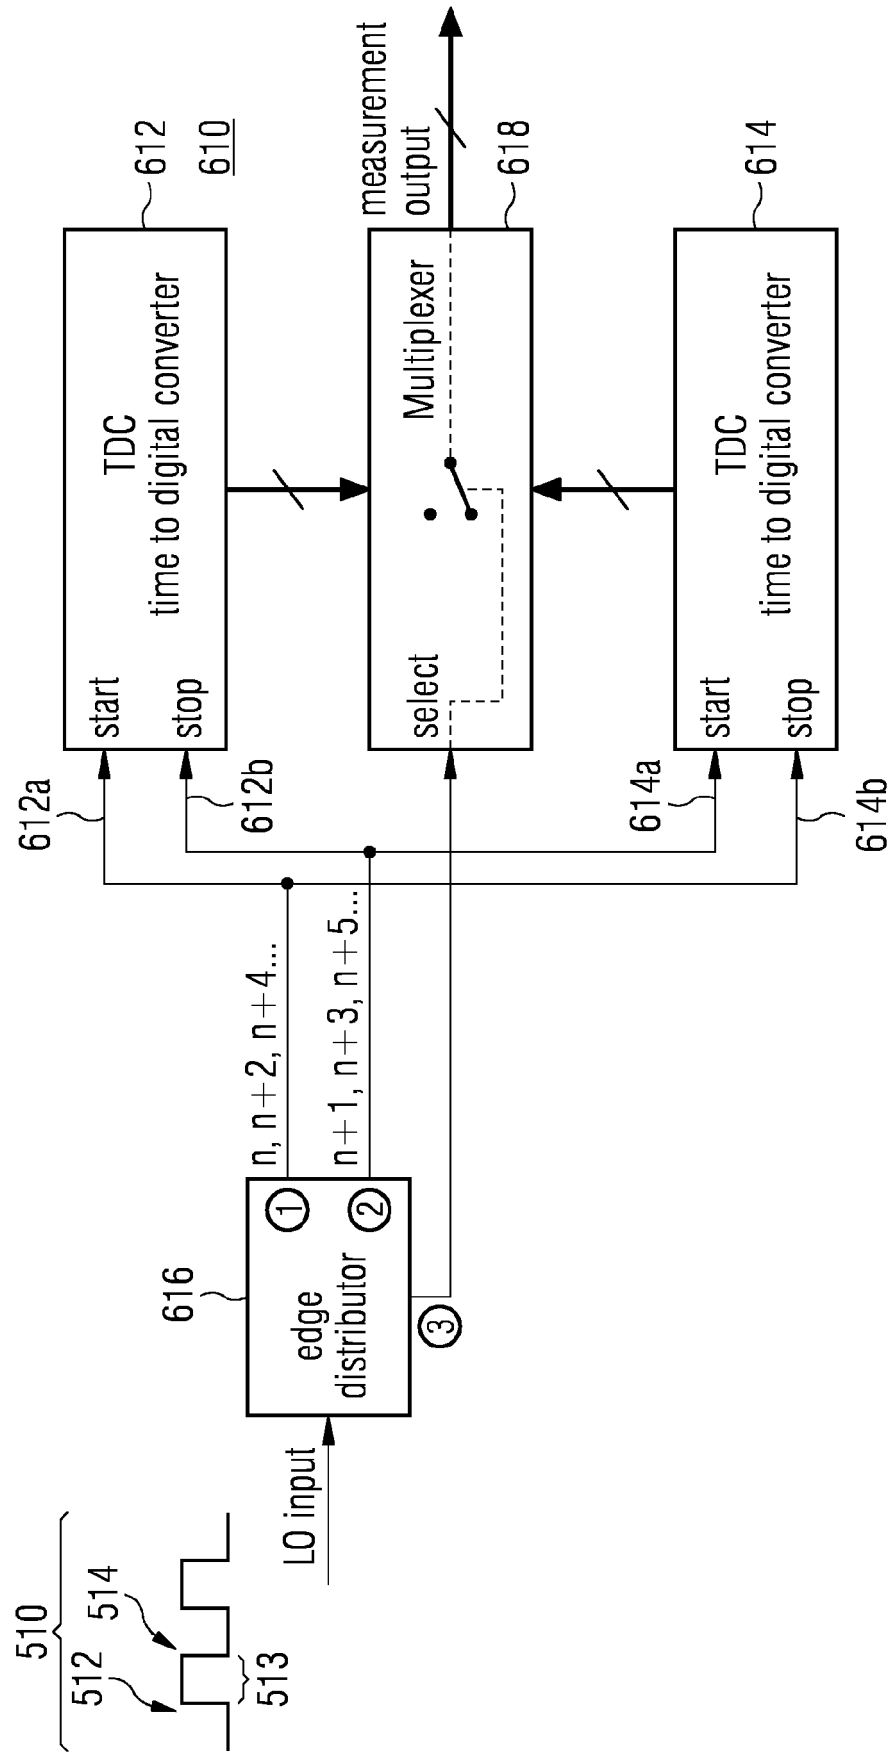 510
512
514
513
LO input
616
edge
distributor
1
2
3
n, n+2, n+4...
n+1, n+3, n+5...
612a
612b
614a
614b
start
stop
TDC
time to digital converter
612
610
select
Multiplexer
618
measurement
output
start
stop
TDC
time to digital converter
614